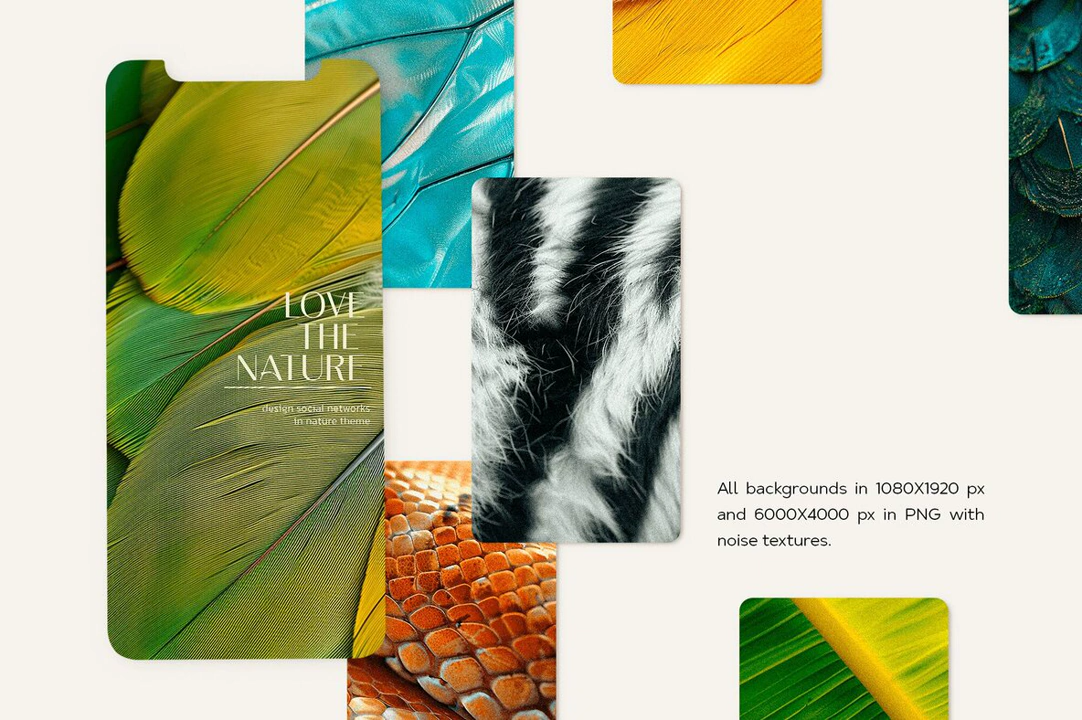 LOVE
THE
NATURE
design social networks
in nature theme
All backgrounds in 1080X1920 px
and 6000X4000 px in PNG with
noise textures.